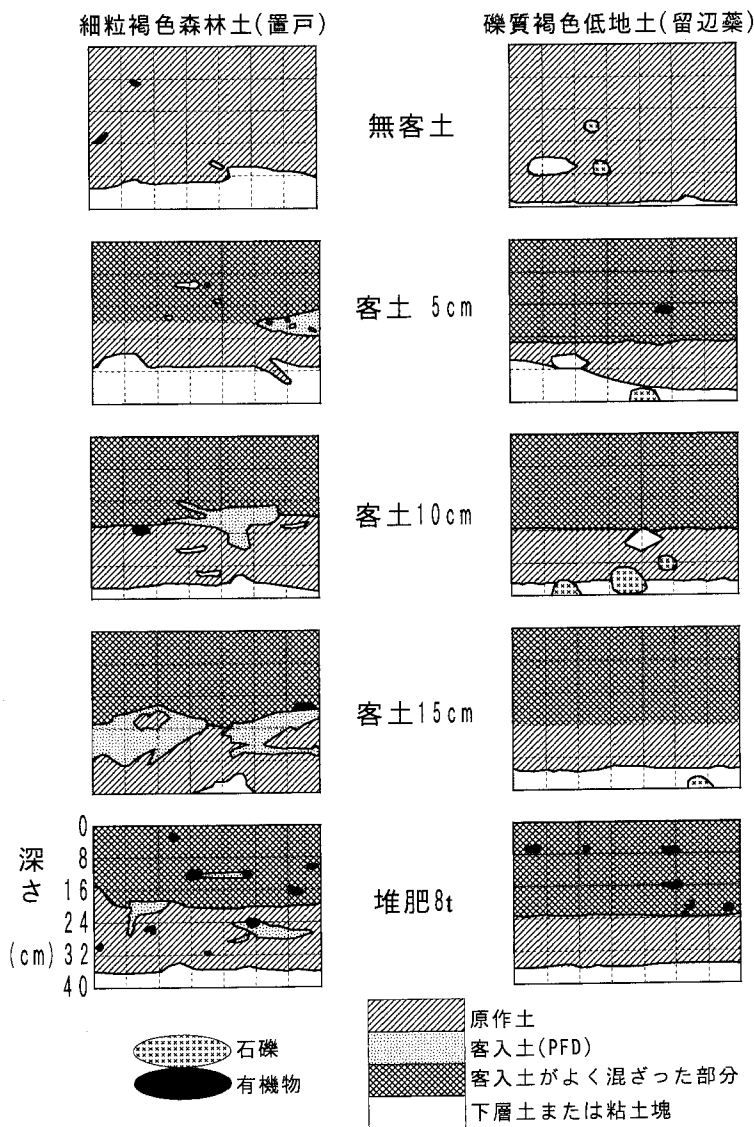 細粒褐色森林土(置戸)
礫質褐色低地土(留辺蘂)
無客土
客土 5cm
客土10cm
客土15cm
堆肥8t
深さ
(cm)
0
8
16
24
32
40
石礫
有機物
原作土
客入土(PFD)
客入土がよく混ざった部分
下層土または粘土塊